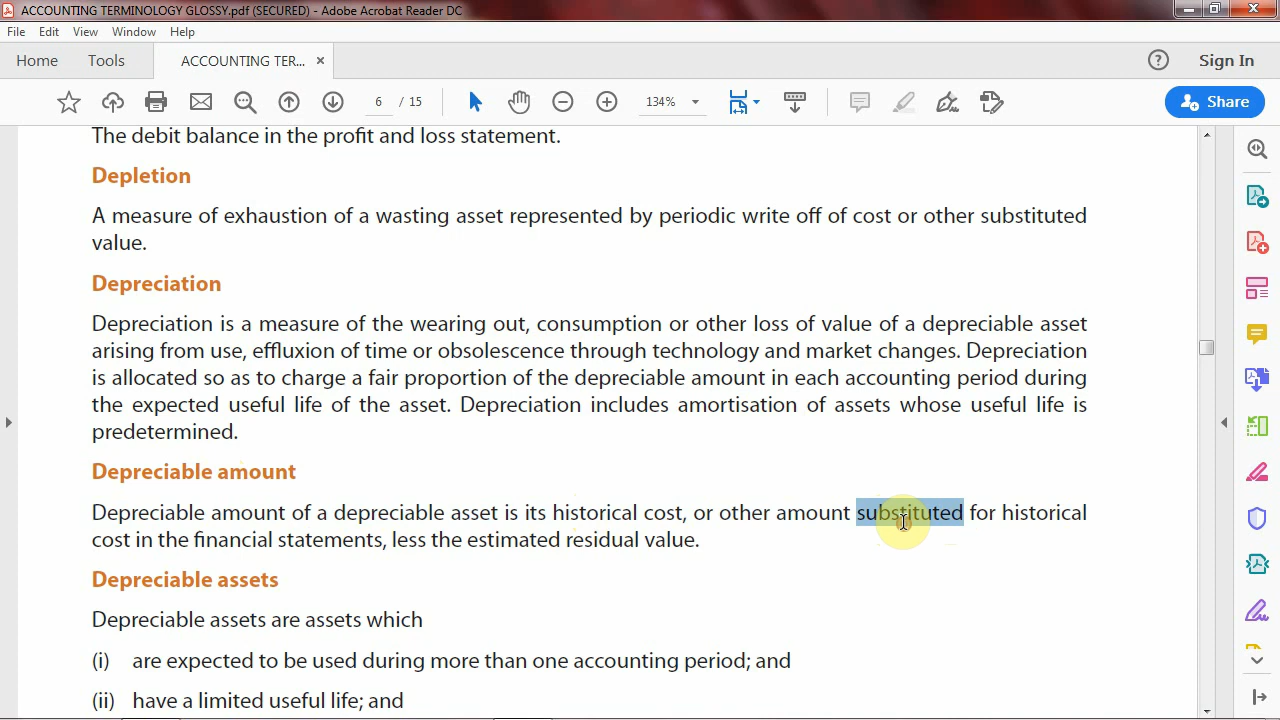 ACCOUNTING TERMINOLOGY GLOSSY.pdf (SECURED) - Adobe Acrobat Reader DC
File Edit View Window Help
Home Tools ACCOUNTING TER... × ? Sign In
6 / 15 134% Share
The debit balance in the profit and loss statement.
Depletion
A measure of exhaustion of a wasting asset represented by periodic write off of cost or other substituted
value.
Depreciation
Depreciation is a measure of the wearing out, consumption or other loss of value of a depreciable asset
arising from use, effluxion of time or obsolescence through technology and market changes. Depreciation
is allocated so as to charge a fair proportion of the depreciable amount in each accounting period during
the expected useful life of the asset. Depreciation includes amortisation of assets whose useful life is
predetermined.
Depreciable amount
Depreciable amount of a depreciable asset is its historical cost, or other amount substituted for historical
cost in the financial statements, less the estimated residual value.
Depreciable assets
Depreciable assets are assets which
(i) are expected to be used during more than one accounting period; and
(ii) have a limited useful life; and